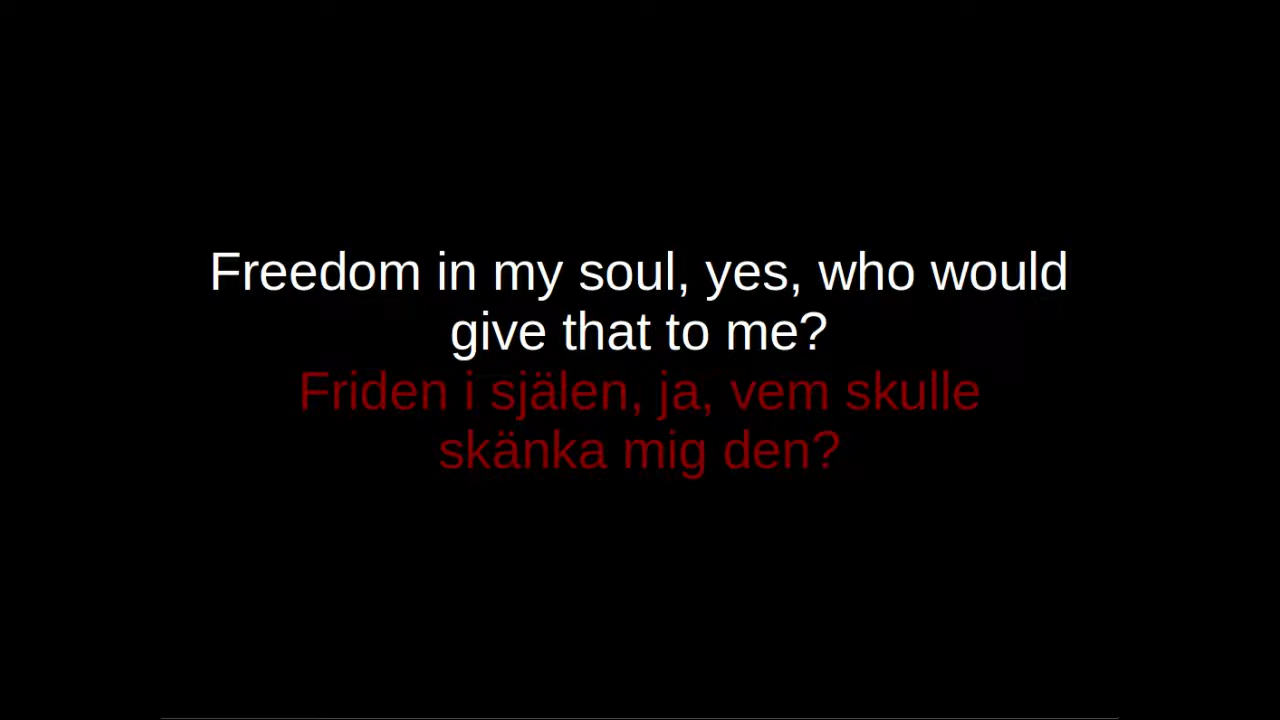 Freedom in my soul, yes, who would
give that to me?
Friden i själen, ja, vem skulle
skänka mig den?